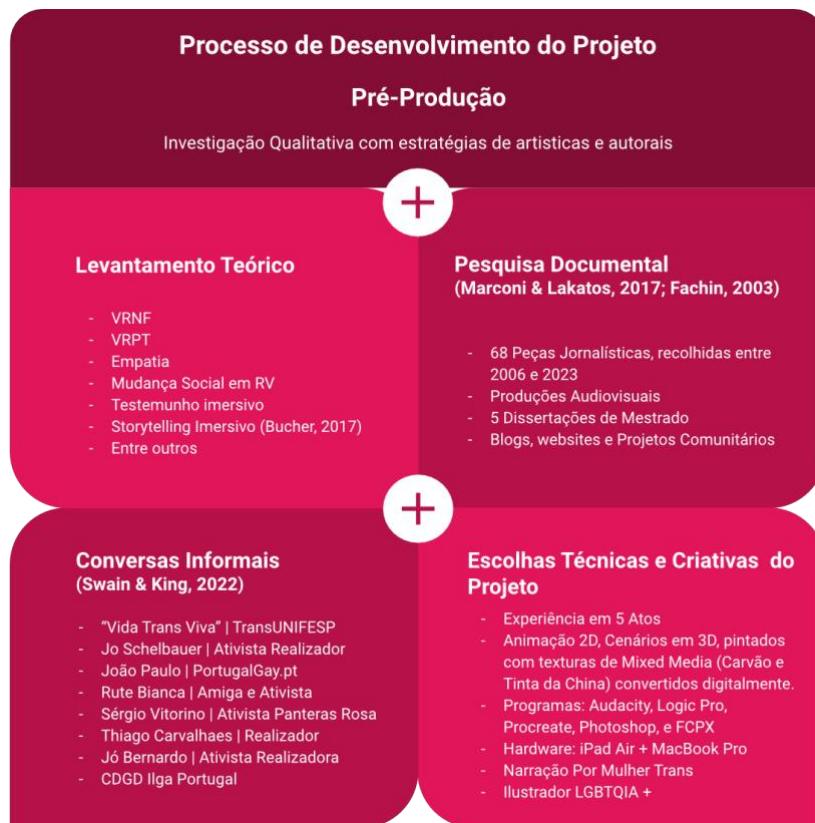 Processo de Desenvolvimento do Projeto
Pré-Produção
Investigação Qualitativa com estratégias de artisticas e autorais
Levantamento Teórico
- VRNF
- VRPT
- Empatia
- Mudança Social em RV
- Testemunho imersivo
- Storytelling Imersivo (Bucher, 2017)
- Entre outros
Pesquisa Documental
(Marconi & Lakatos, 2017; Fachin, 2003)
- 68 Peças Jornalísticas, recolhidas entre
2006 e 2023
- Produções Audiovisuais
- 5 Dissertações de Mestrado
- Blogs, websites e Projetos Comunitários
Conversas Informais
(Swain & King, 2022)
- “Vida Trans Viva” | TransUNIFESP
- Jo Schelbauer | Ativista Realizador
- João Paulo | PortugalGay.pt
- Rute Bianca | Amiga e Ativista
- Sérgio Vitorino | Ativista Panteras Rosa
- Thiago Carvalhaes | Realizador
- Jó Bernardo | Ativista Realizadora
- CDGD Ilga Portugal
Escolhas Técnicas e Criativas do
Projeto
- Experiência em 5 Atos
- Animação 2D, Cenários em 3D, pintados
com texturas de Mixed Media (Carvão e
Tinta da China) convertidos digitalmente.
- Programas: Audacity, Logic Pro,
Procreate, Photoshop, e FCPX
- Hardware: iPad Air + MacBook Pro
- Narração Por Mulher Trans
- Ilustrador LGBTQIA +